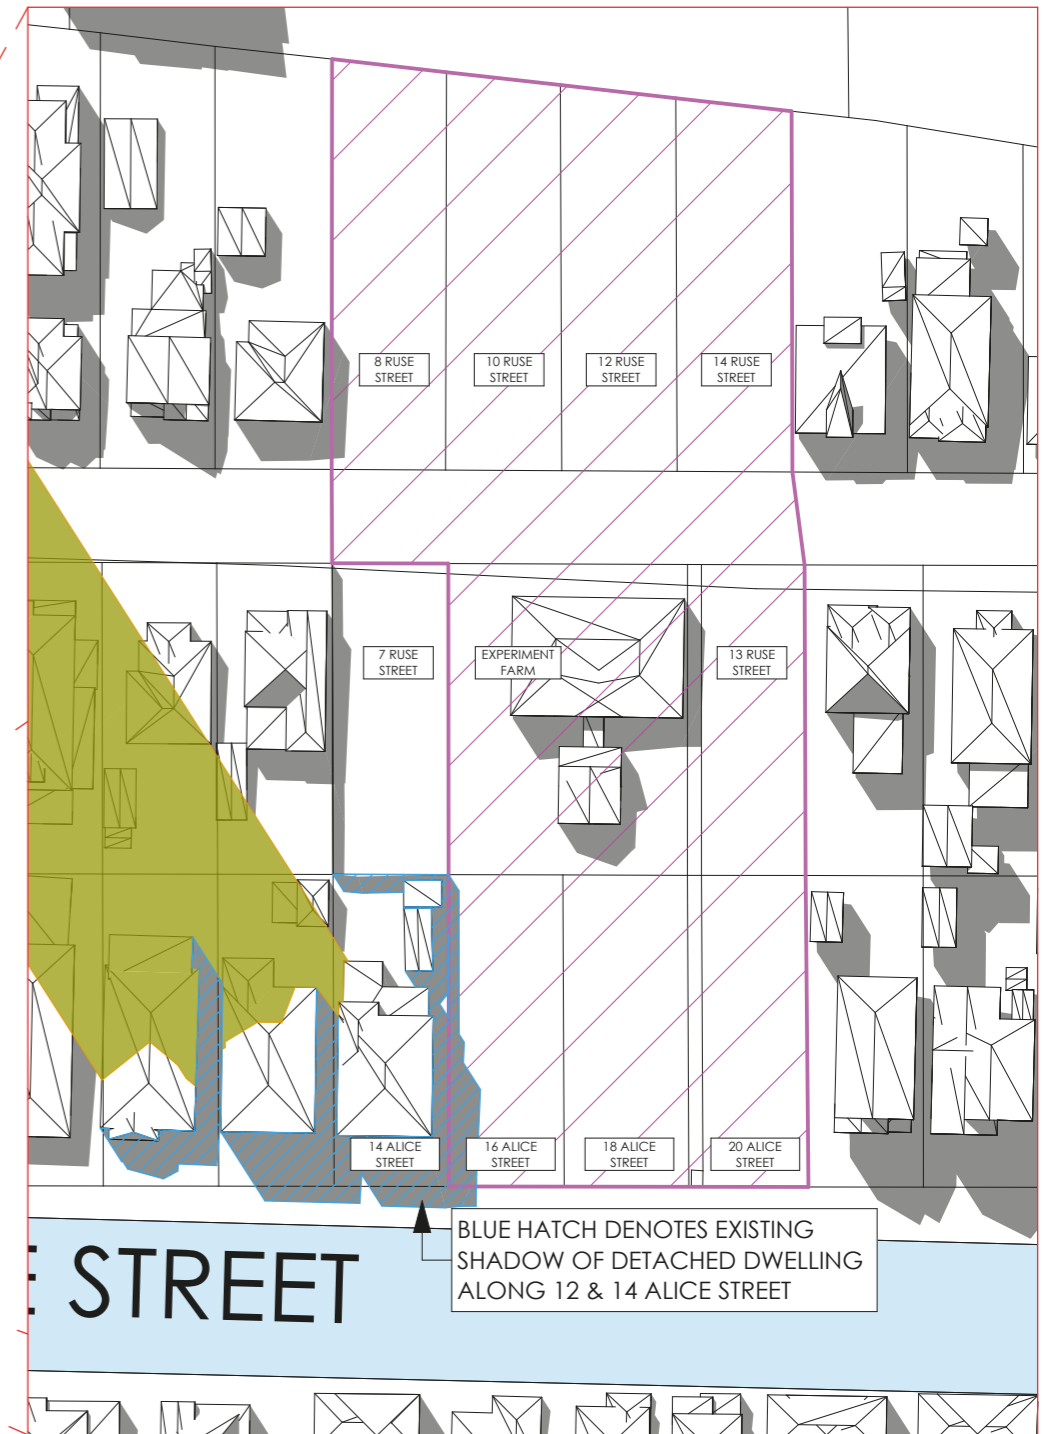 8 RUSE
STREET
10 RUSE
STREET
12 RUSE
STREET
14 RUSE
STREET
7 RUSE
STREET
EXPERIMENT
FARM
13 RUSE
STREET
14 ALICE
STREET
16 ALICE
STREET
18 ALICE
STREET
20 ALICE
STREET
BLUE HATCH DENOTES EXISTING
SHADOW OF DETACHED DWELLING
ALONG 12 & 14 ALICE STREET
E STREET